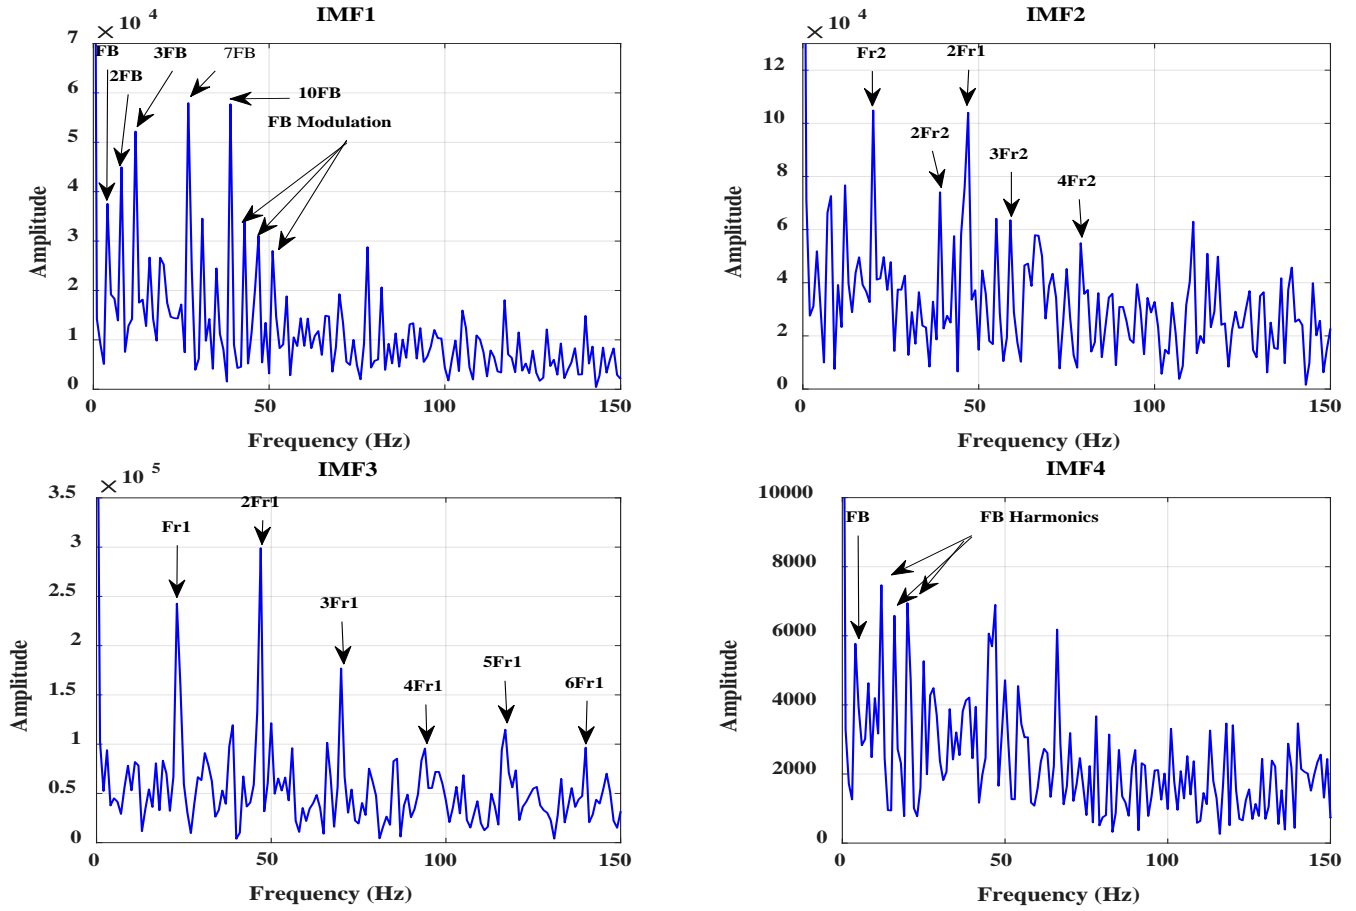 IMF1
× 10 4
7
6
5
4
3
2
1
0
FB
2FB
3FB
7FB
10FB
FB Modulation
Amplitude
0 50 100 150
Frequency (Hz)
IMF2
× 10 4
12
10
8
6
4
2
0
Fr2
2Fr1
2Fr2
3Fr2
4Fr2
Amplitude
0 50 100 150
Frequency (Hz)
IMF3
× 10 5
3.5
3
2.5
2
1.5
1
0.5
0
Fr1
2Fr1
3Fr1
4Fr1
5Fr1
6Fr1
Amplitude
0 50 100 150
Frequency (Hz)
IMF4
10000
8000
6000
4000
2000
0
FB
FB Harmonics
Amplitude
0 50 100 150
Frequency (Hz)